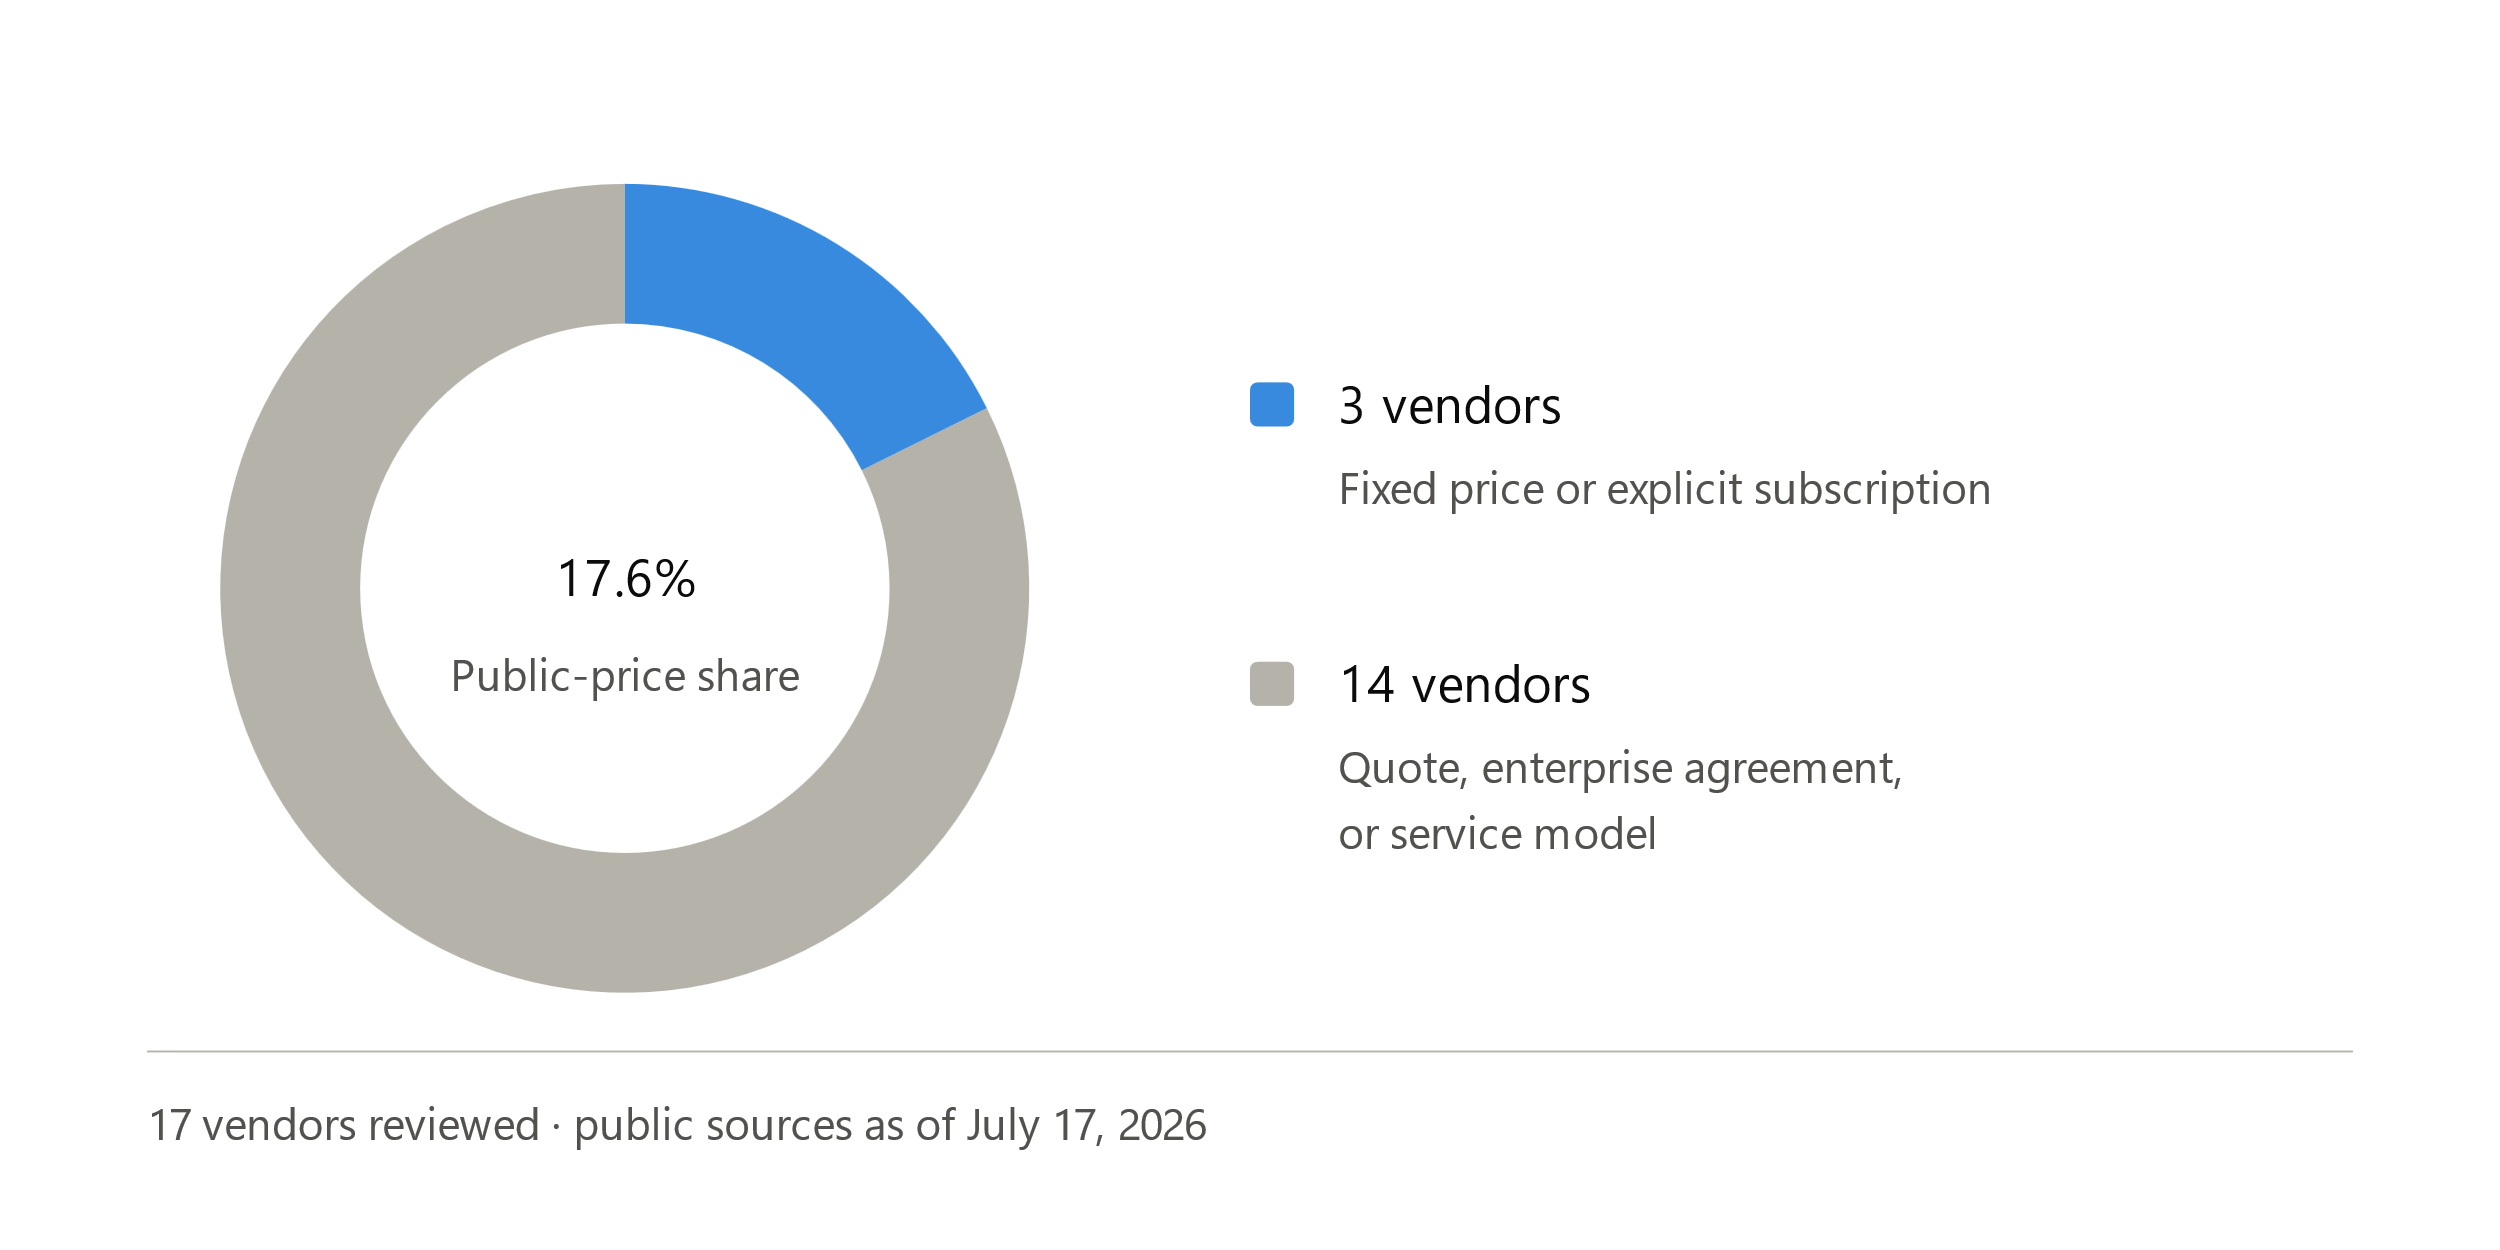 17.6%
Public-price share
3 vendors
Fixed price or explicit subscription
14 vendors
Quote, enterprise agreement,
or service model
17 vendors reviewed · public sources as of July 17, 2026